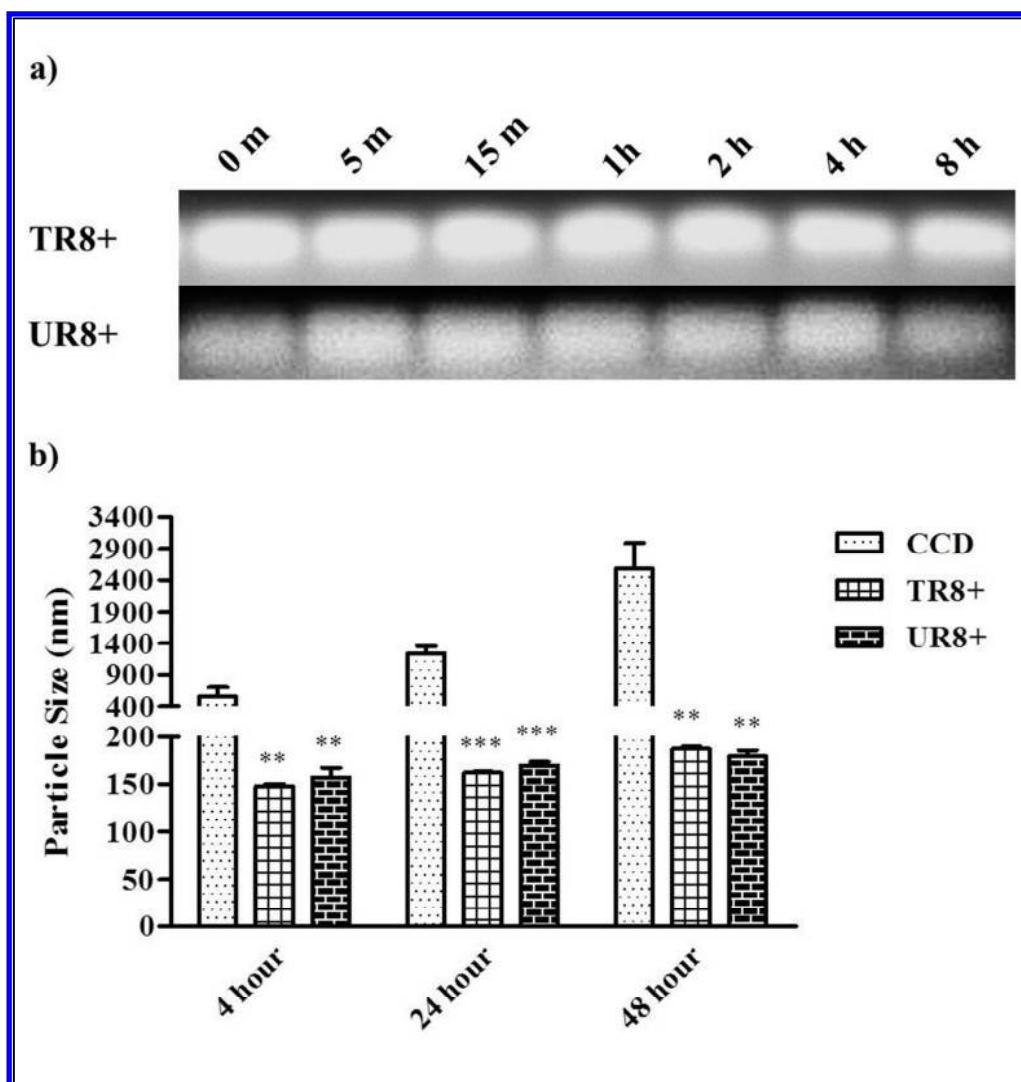 a)
0 m 5 m 15 m 1h 2 h 4 h 8 h
TR8+
UR8+
b)
Particle Size (nm)
3400
2900
2400
1900
1400
900
400
200
150
100
50
0
** **
*** ***
** **
4 hour 24 hour 48 hour
CCD
TR8+
UR8+